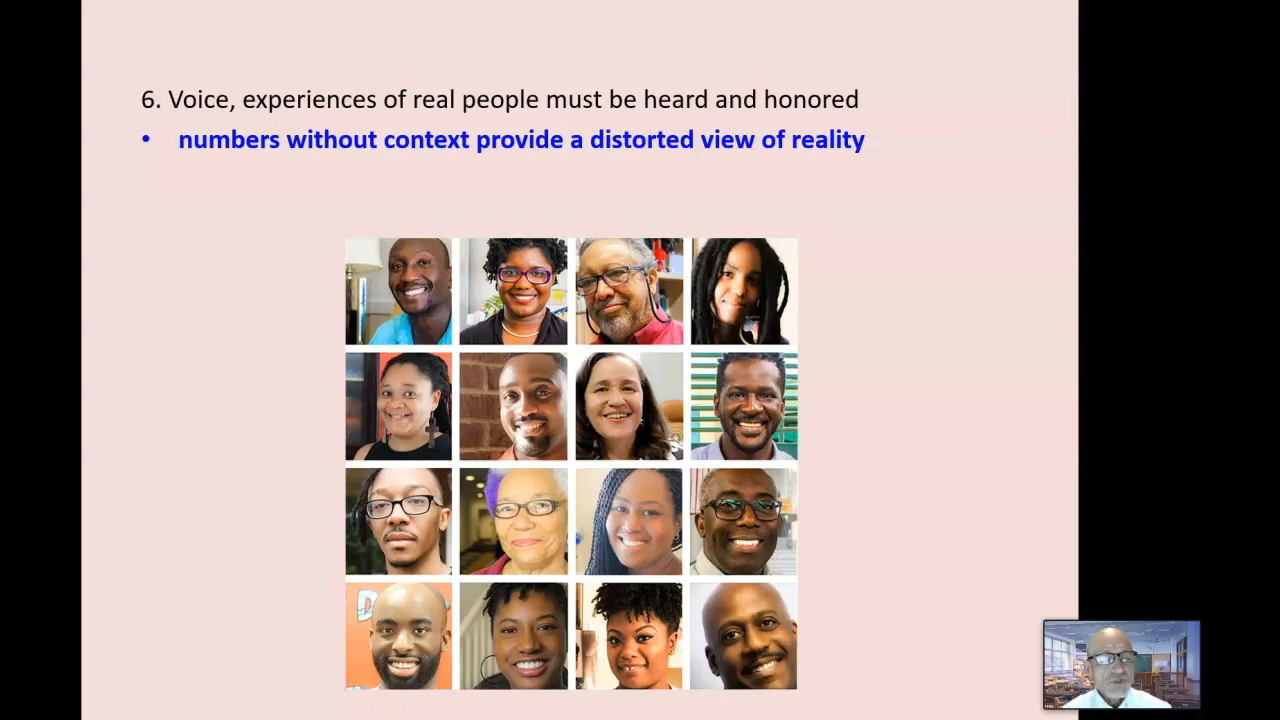 6. Voice, experiences of real people must be heard and honored
• numbers without context provide a distorted view of reality